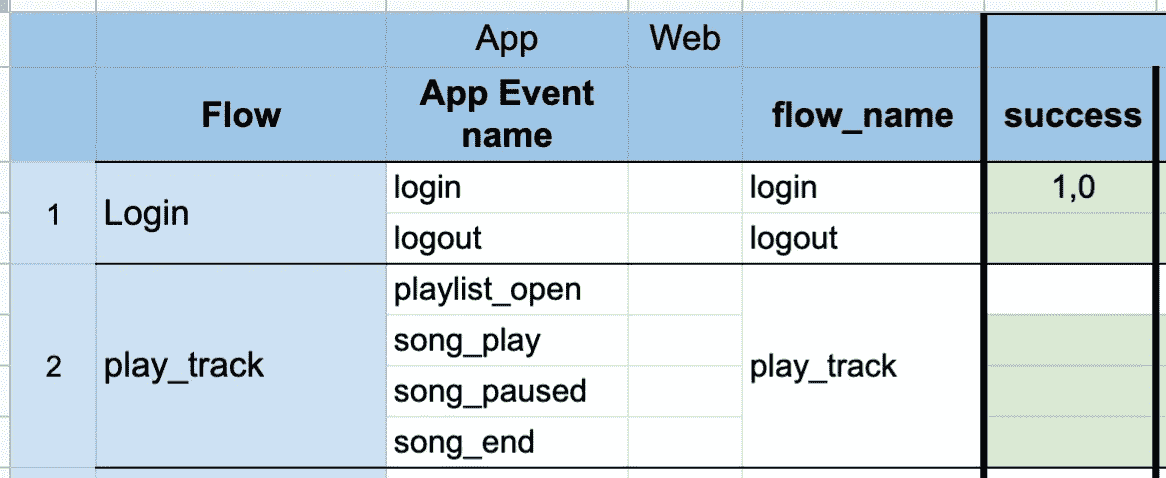 App Web
Flow App Event name flow_name success
1 Login login login 1,0
logout logout
2 play_track playlist_open play_track
song_play
song_paused
song_end